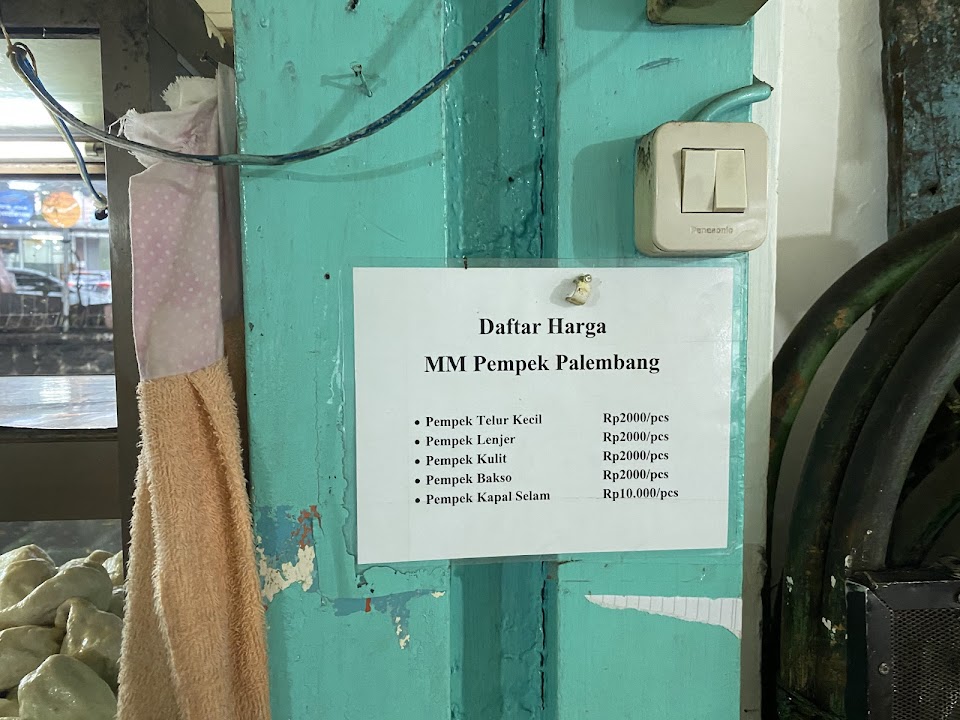 Panasonic
Daftar Harga
MM Pempek Palembang
• Pempek Telur Kecil Rp2000/pcs
• Pempek Lenjer Rp2000/pcs
• Pempek Kulit Rp2000/pcs
• Pempek Bakso Rp2000/pcs
• Pempek Kapal Selam Rp10.000/pcs